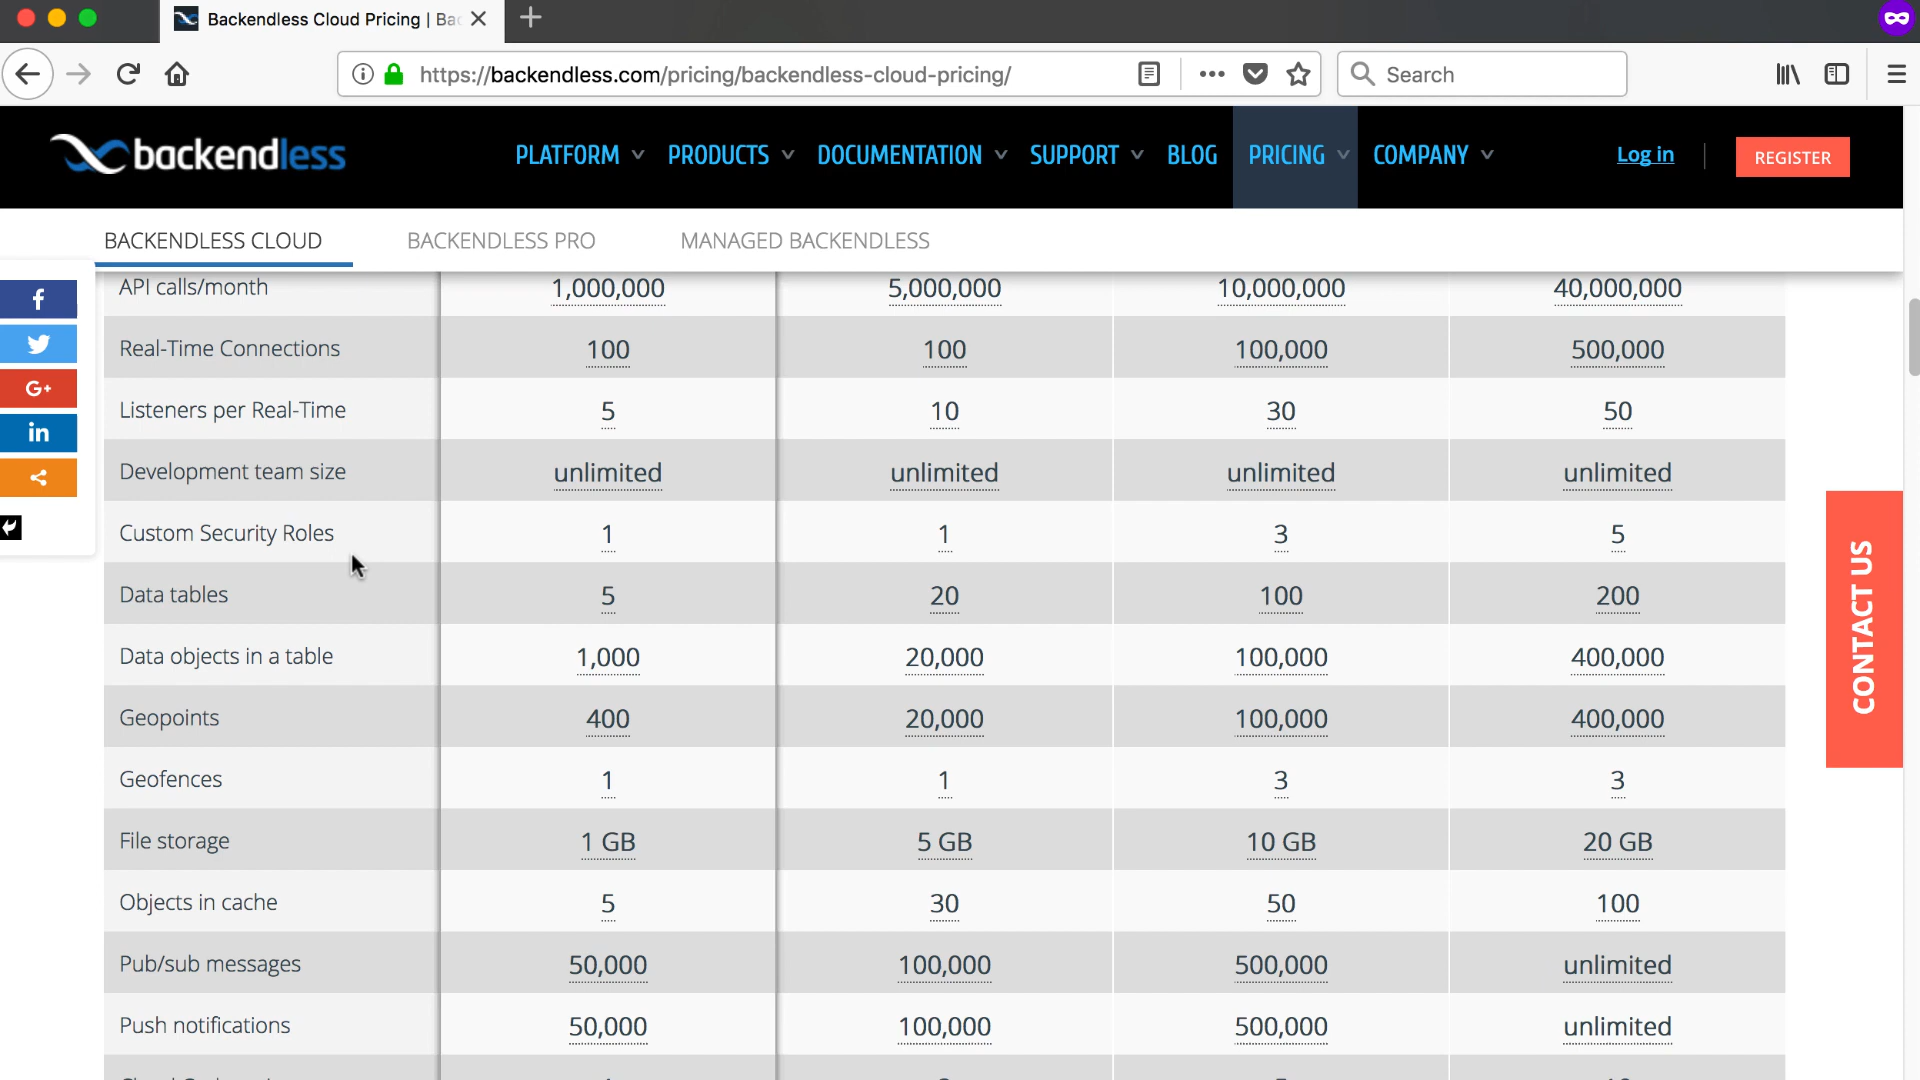 Backendless Cloud Pricing | Ba
https://backendless.com/pricing/backendless-cloud-pricing/
Search
backendless
PLATFORM PRODUCTS DOCUMENTATION SUPPORT BLOG PRICING COMPANY Log in REGISTER
BACKENDLESS CLOUD BACKENDLESS PRO MANAGED BACKENDLESS
API calls/month 1,000,000 5,000,000 10,000,000 40,000,000
Real-Time Connections 100 100 100,000 500,000
Listeners per Real-Time 5 10 30 50
Development team size unlimited unlimited unlimited unlimited
Custom Security Roles 1 1 3 5
Data tables 5 20 100 200
Data objects in a table 1,000 20,000 100,000 400,000
Geopoints 400 20,000 100,000 400,000
Geofences 1 1 3 3
File storage 1 GB 5 GB 10 GB 20 GB
Objects in cache 5 30 50 100
Pub/sub messages 50,000 100,000 500,000 unlimited
Push notifications 50,000 100,000 500,000 unlimited
f
G+
in
CONTACT US